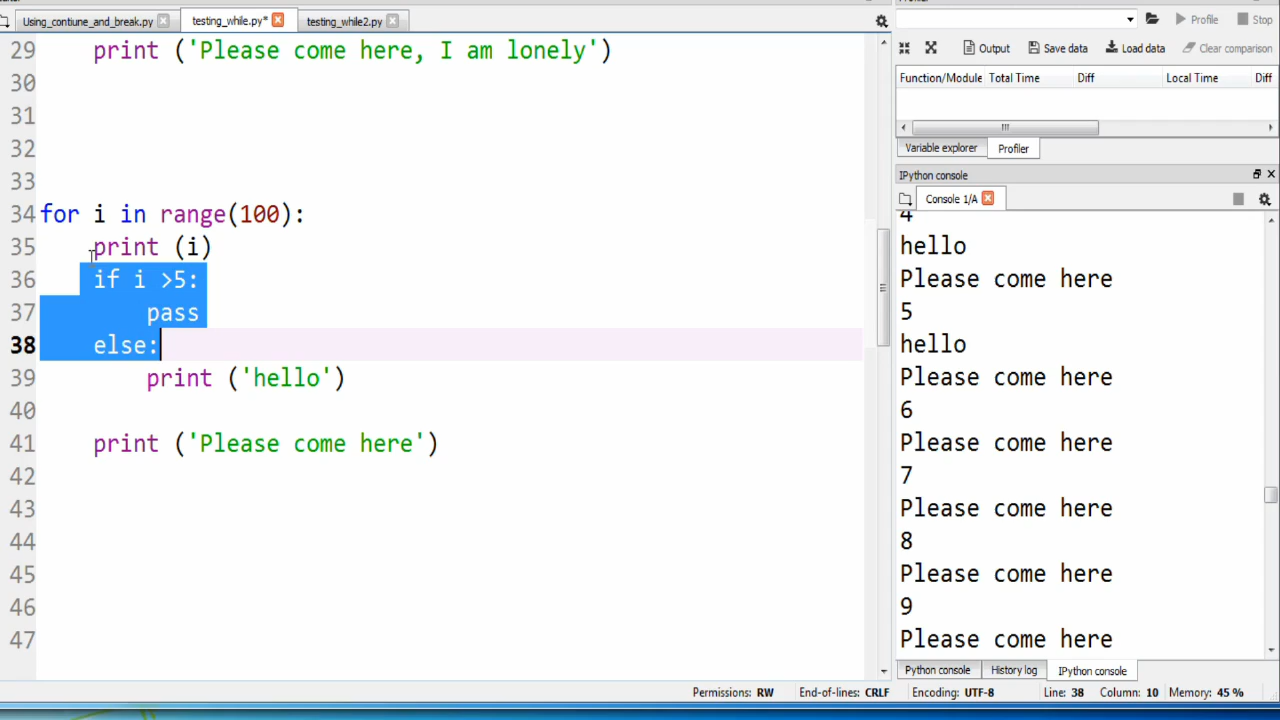 Using_contiune_and_break.py
testing_while.py*
testing_while2.py
29 print ('Please come here, I am lonely')
30
31
32
33
34 for i in range(100):
35 print (i)
36 if i >5:
37 pass
38 else:
39 print ('hello')
40
41 print ('Please come here')
42
43
44
45
46
47
Profile
Stop
Output
Save data
Load data
Clear comparison
Function/Module Total Time Diff Local Time Diff
Variable explorer Profiler
IPython console
Console 1/A
4
hello
Please come here
5
hello
Please come here
6
Please come here
7
Please come here
8
Please come here
9
Please come here
Python console History log IPython console
Permissions: RW End-of-lines: CRLF Encoding: UTF-8 Line: 38 Column: 10 Memory: 45 %